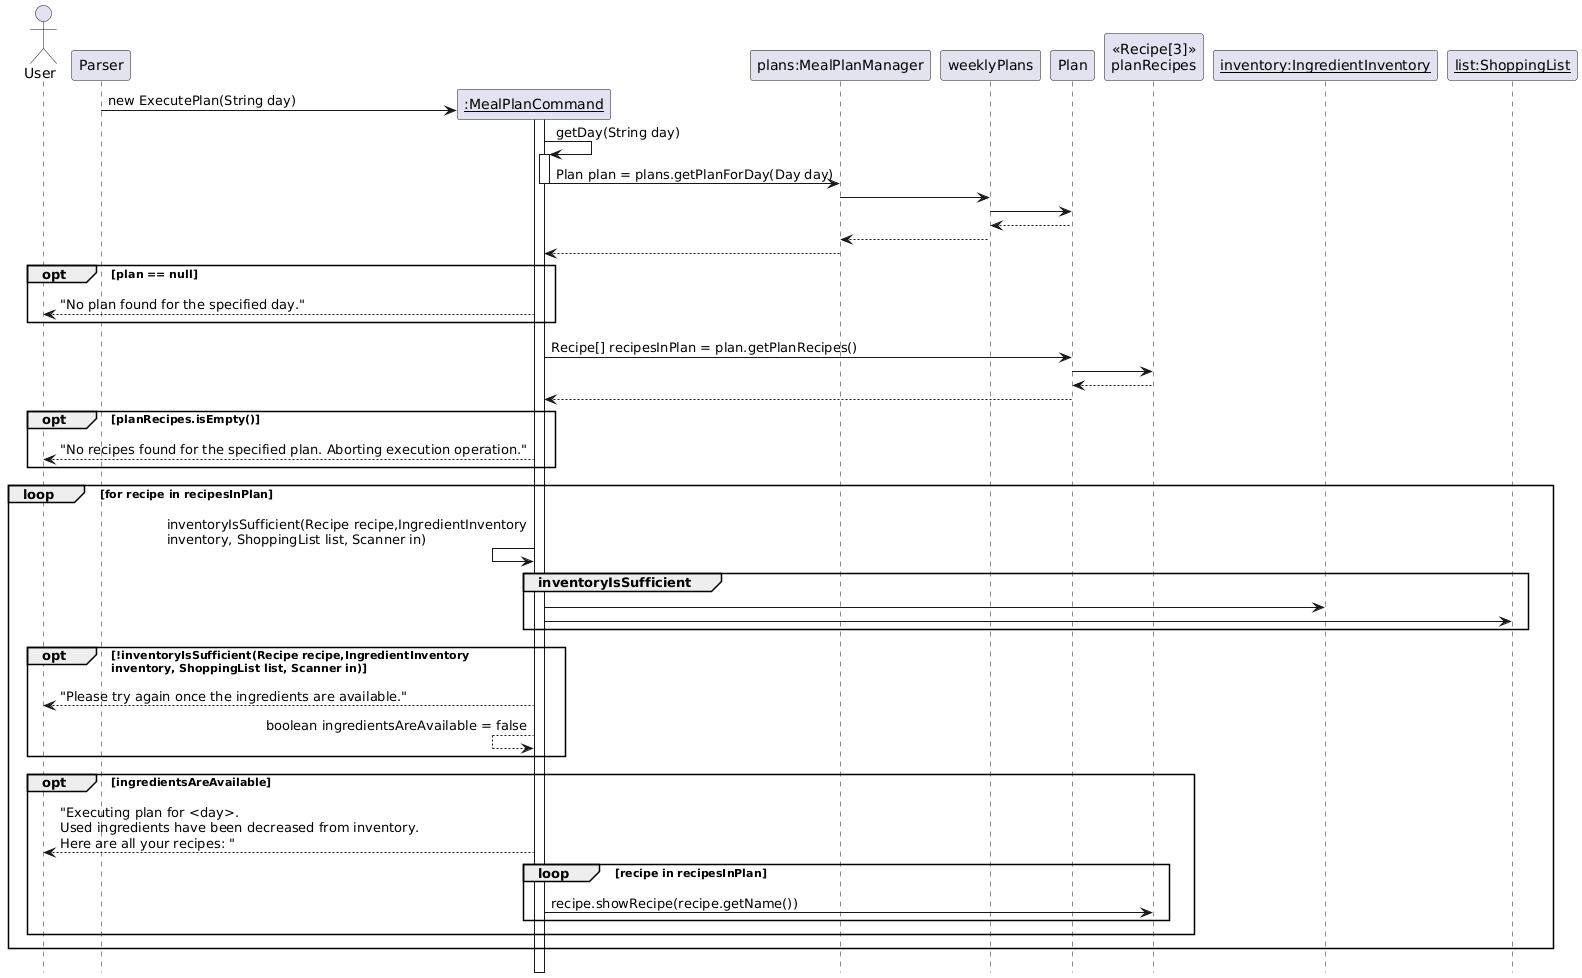 User
Parser
plans:MealPlanManager
weeklyPlans
Plan
«Recipe[3]»
planRecipes
inventory:IngredientInventory
list:ShoppingList
new ExecutePlan(String day)
:MealPlanCommand
getDay(String day)
Plan plan = plans.getPlanForDay(Day day)
opt [plan == null]
"No plan found for the specified day."
Recipe[] recipesInPlan = plan.getPlanRecipes()
opt [planRecipes.isEmpty()]
"No recipes found for the specified plan. Aborting execution operation."
loop [for recipe in recipesInPlan]
inventoryIsSufficient(Recipe recipe,IngredientInventory
inventory, ShoppingList list, Scanner in)
inventoryIsSufficient
opt [!inventoryIsSufficient(Recipe recipe,IngredientInventory
inventory, ShoppingList list, Scanner in)]
"Please try again once the ingredients are available."
boolean ingredientsAreAvailable = false
opt [ingredientsAreAvailable]
"Executing plan for <day>.
Used ingredients have been decreased from inventory.
Here are all your recipes: "
loop [recipe in recipesInPlan]
recipe.showRecipe(recipe.getName())